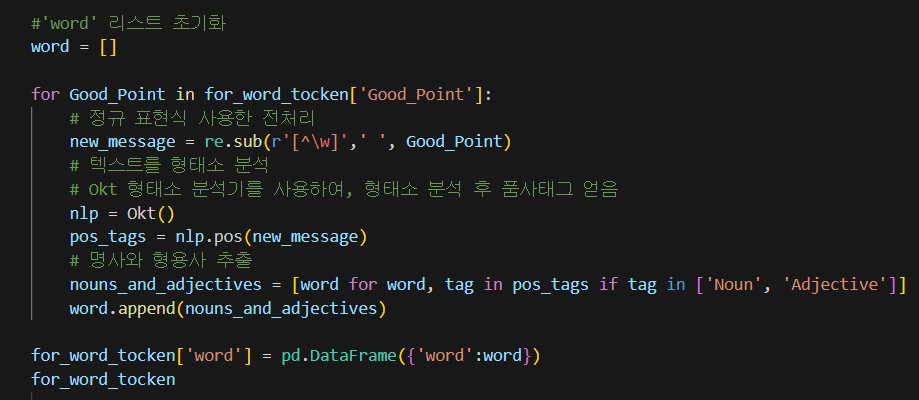 #'word' 리스트 초기화
word = []
for Good_Point in for_word_tocken['Good_Point']:
# 정규 표현식 사용한 전처리
new_message = re.sub(r'[^\w]',' ', Good_Point)
# 텍스트를 형태소 분석
# Okt 형태소 분석기를 사용하여, 형태소 분석 후 품사태그 얻음
nlp = Okt()
pos_tags = nlp.pos(new_message)
# 명사와 형용사 추출
nouns_and_adjectives = [word for word, tag in pos_tags if tag in ['Noun', 'Adjective']]
word.append(nouns_and_adjectives)
for_word_tocken['word'] = pd.DataFrame({'word':word})
for_word_tocken